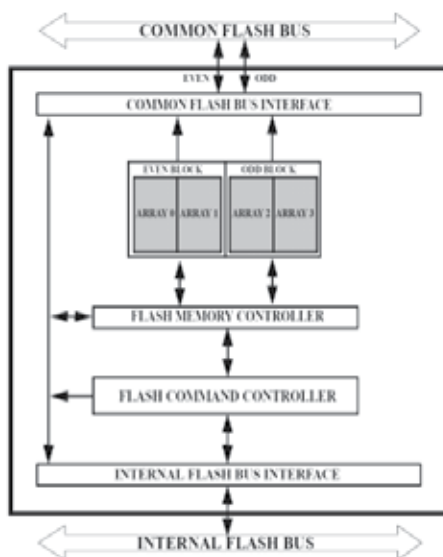 COMMON FLASH BUS
EVEN ODD
COMMON FLASH BUS INTERFACE
EVEN BLOCK ODD BLOCK
ARRAY 0 ARRAY 1 ARRAY 2 ARRAY 3
FLASH MEMORY CONTROLLER
FLASH COMMAND CONTROLLER
INTERNAL FLASH BUS INTERFACE
INTERNAL FLASH BUS